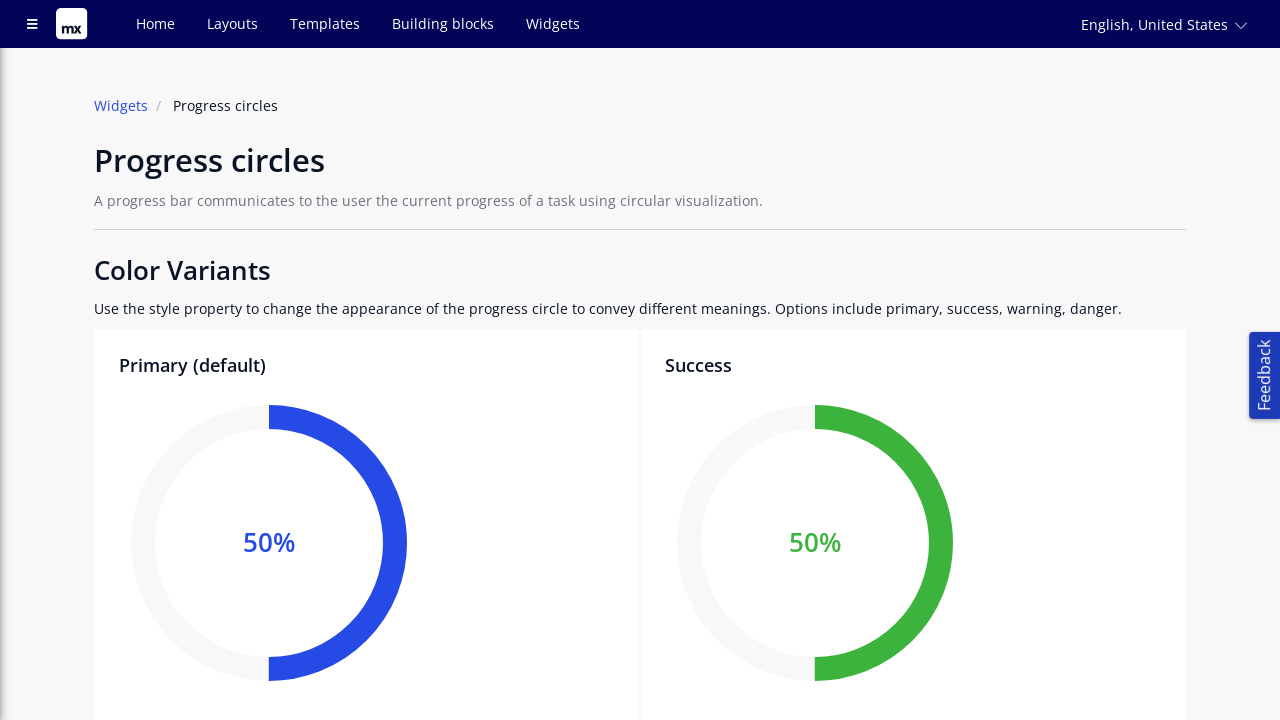 mx
Home
Layouts
Templates
Building blocks
Widgets
English, United States
Widgets / Progress circles
Progress circles
A progress bar communicates to the user the current progress of a task using circular visualization.
Color Variants
Use the style property to change the appearance of the progress circle to convey different meanings. Options include primary, success, warning, danger.
Primary (default)
Success
50%
50%
Feedback